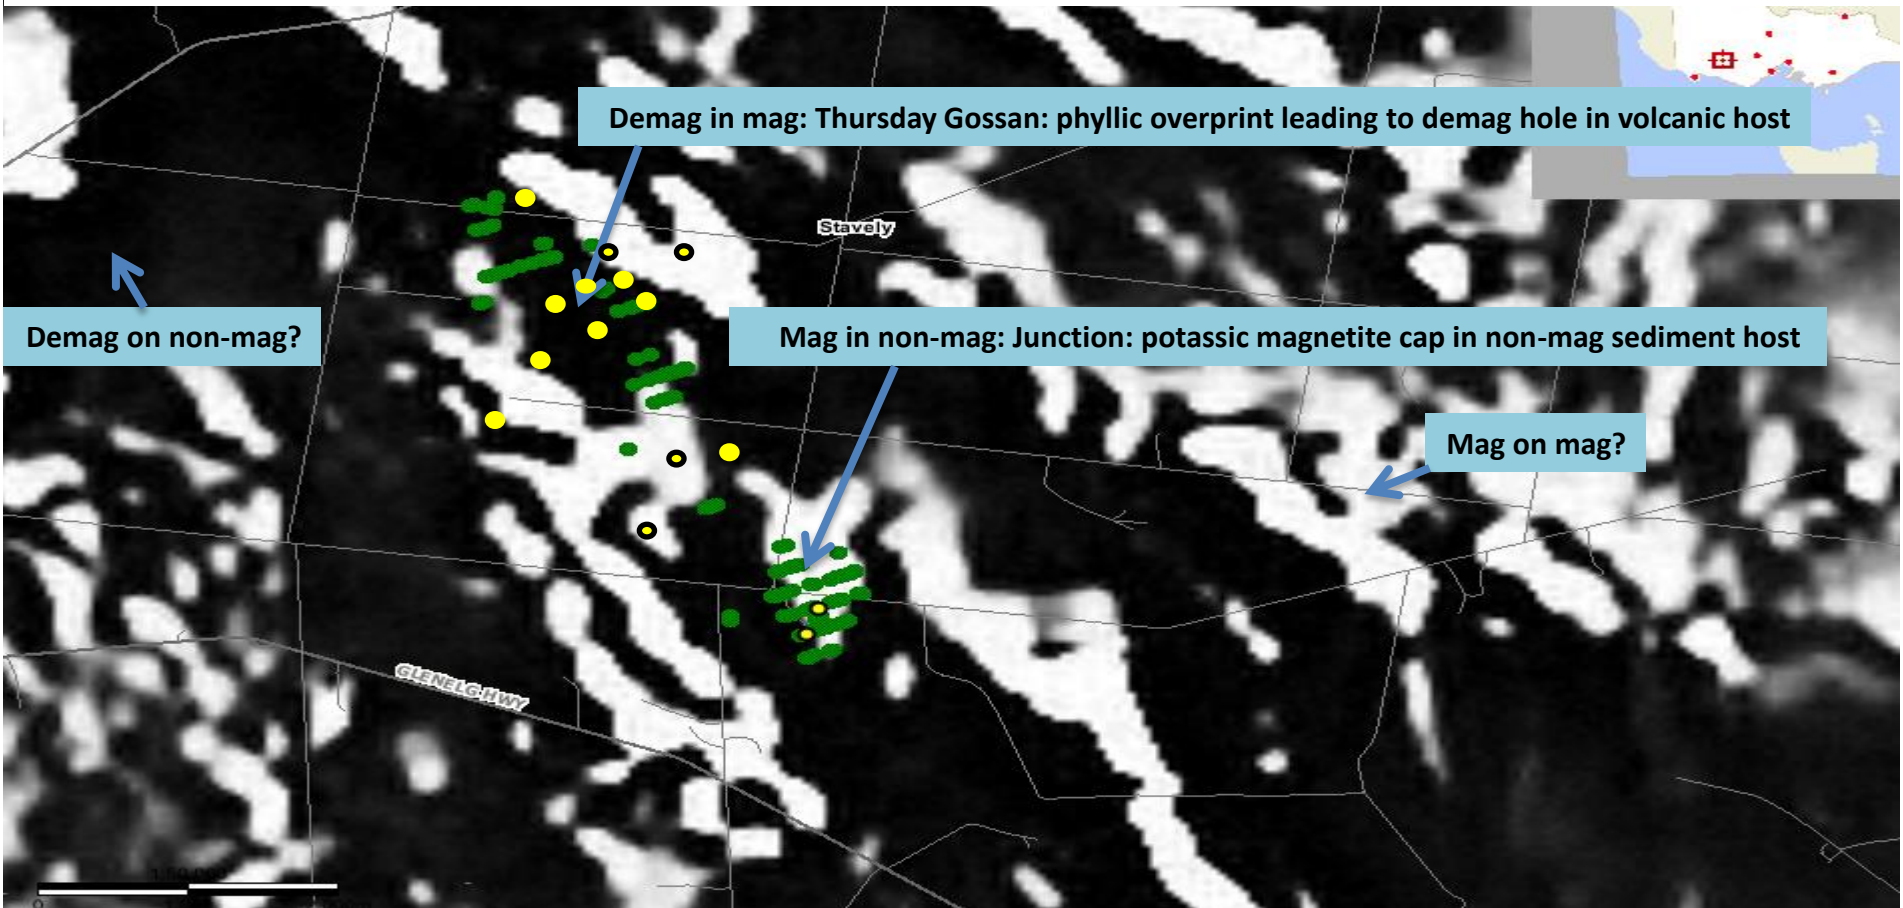 Demag in mag: Thursday Gossan: phyllic overprint leading to demag hole in volcanic host
Stavely
Demag on non-mag?
Mag in non-mag: Junction: potassic magnetite cap in non-mag sediment host
Mag on mag?
GLENELG HWY
0